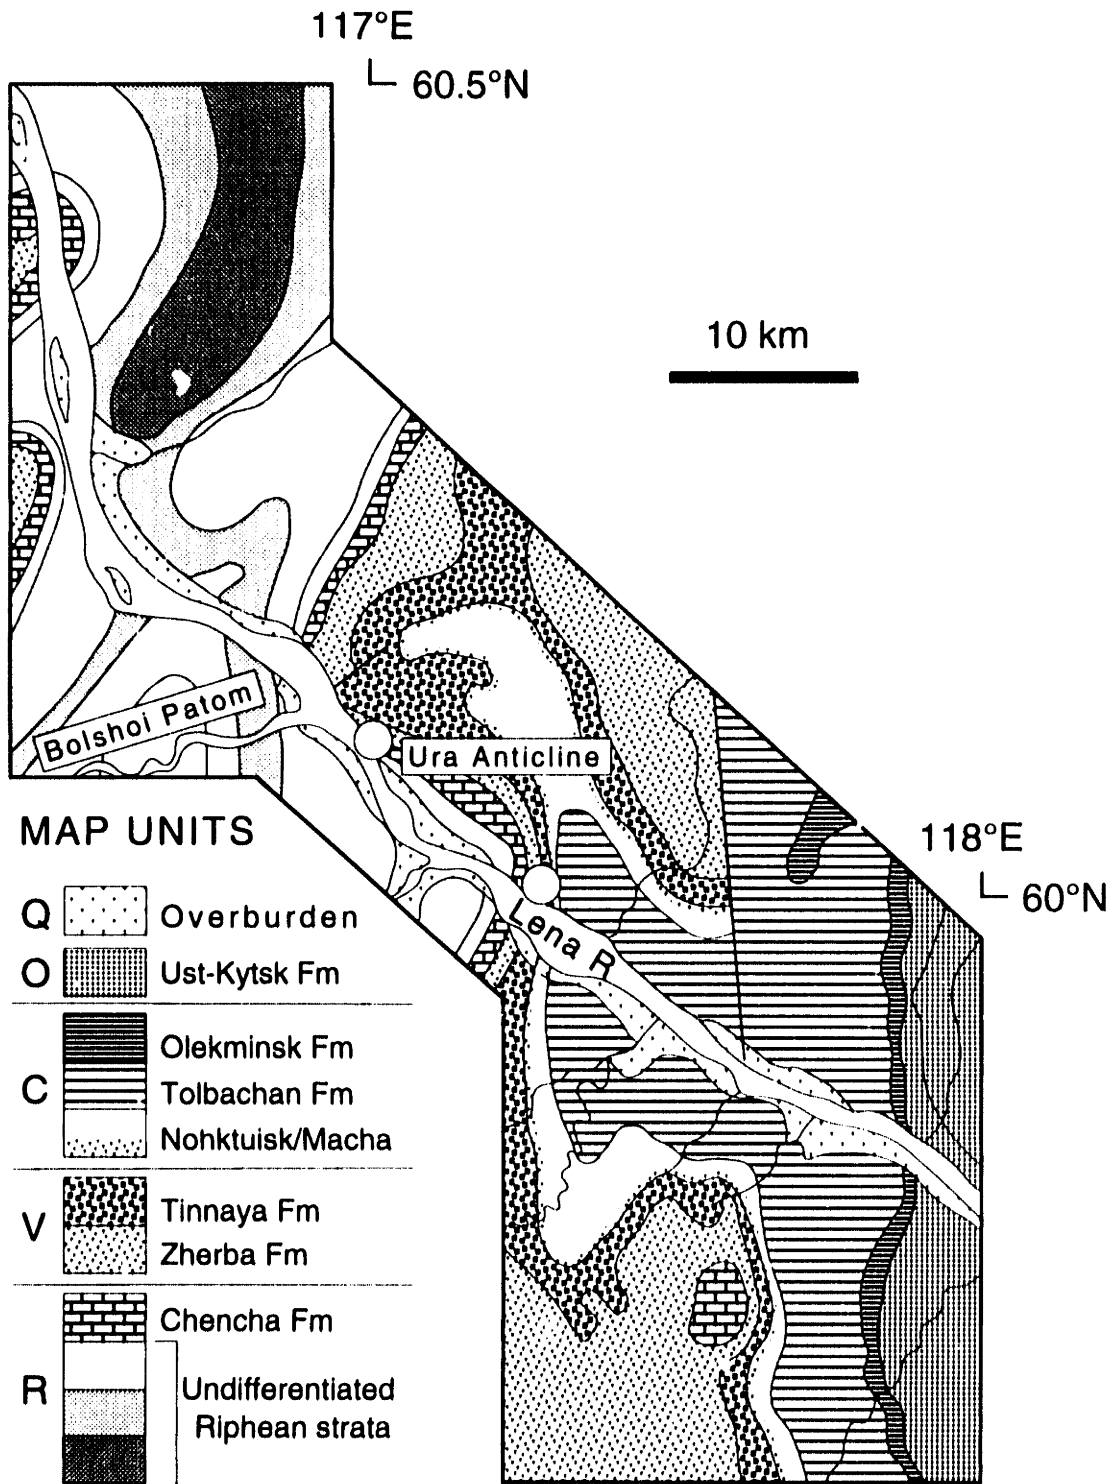 117°E
60.5°N
10 km
Bolshoi Patom
Ura Anticline
118°E
60°N
Lena R
MAP UNITS
Q Overburden
O Ust-Kytsk Fm
Olekminsk Fm
C Tolbachan Fm
Nohktuisk/Macha
V Tinnaya Fm
Zherba Fm
Chencha Fm
R Undifferentiated
Riphean strata